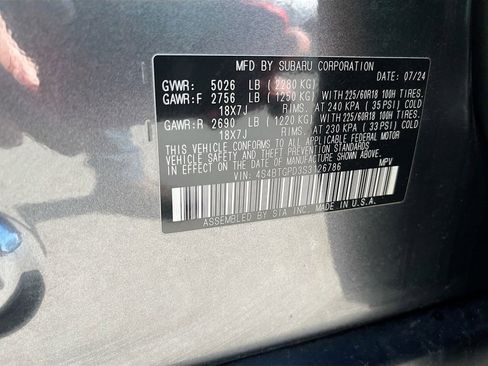 MFD BY SUBARU CORPORATION
DATE: 07/24
GVWR: 5026 LB ( 2280 KG)
GAWR:F 2756 LB ( 1250 KG) WITH 225/60R18 100H TIRES.
18X7J RIMS. AT 240 KPA ( 35 PSI) COLD
GAWR:R 2690 LB ( 1220 KG) WITH 225/60R18 100H TIRES.
18X7J RIMS. AT 230 KPA ( 33 PSI) COLD
THIS VEHICLE CONFORMS TO ALL APPLICABLE FEDERAL MOTOR
VEHICLE SAFETY AND THEFT PREVENTION STANDARDS
IN EFFECT ON THE DATE OF MANUFACTURE SHOWN ABOVE.
VIN: 4S4BTGPD3S3126786 MPV
ASSEMBLED BY SIA INC. MADE IN U.S.A.